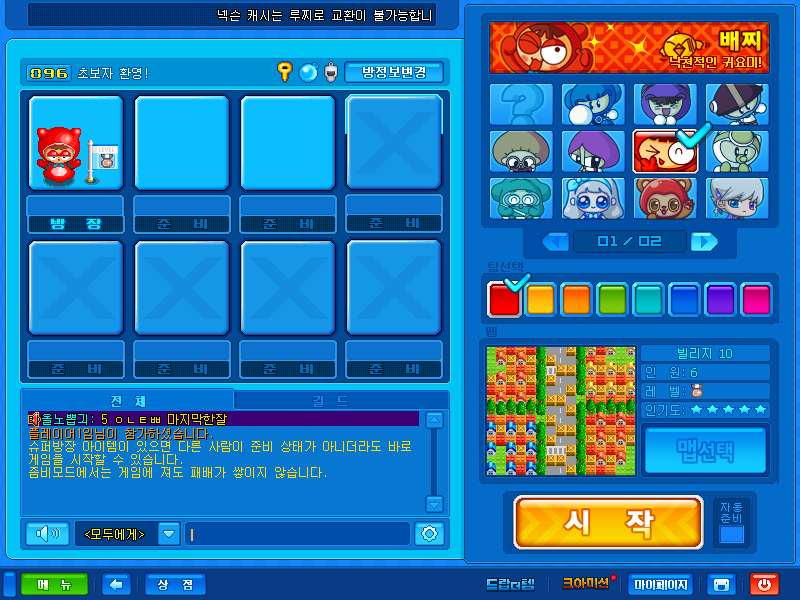 넥슨 캐시는 루찌로 교환이 불가능합니
096 초보자 환영!
방정보변경
LEVEL
방 장
준 비
준 비
준 비
준 비
준 비
준 비
준 비
전 체
길 드
플레이어1님이 참가하셨습니다.
슈퍼방장 아이템이 있으면 다른 사람이 준비 상태가 아니더라도 바로
게임을 시작할 수 있습니다.
좀비모드에서는 게임에 져도 패배가 쌓이지 않습니다.
<모두에게>
배찌
낙천적인 귀요미!
01 / 02
팀선택
맵
빌리지 10
인 원: 6
레 벨:
인기도: ★★★★★
맵선택
시 작
자동
준비
메 뉴
상 점
드랍더템
크아미션
마이페이지